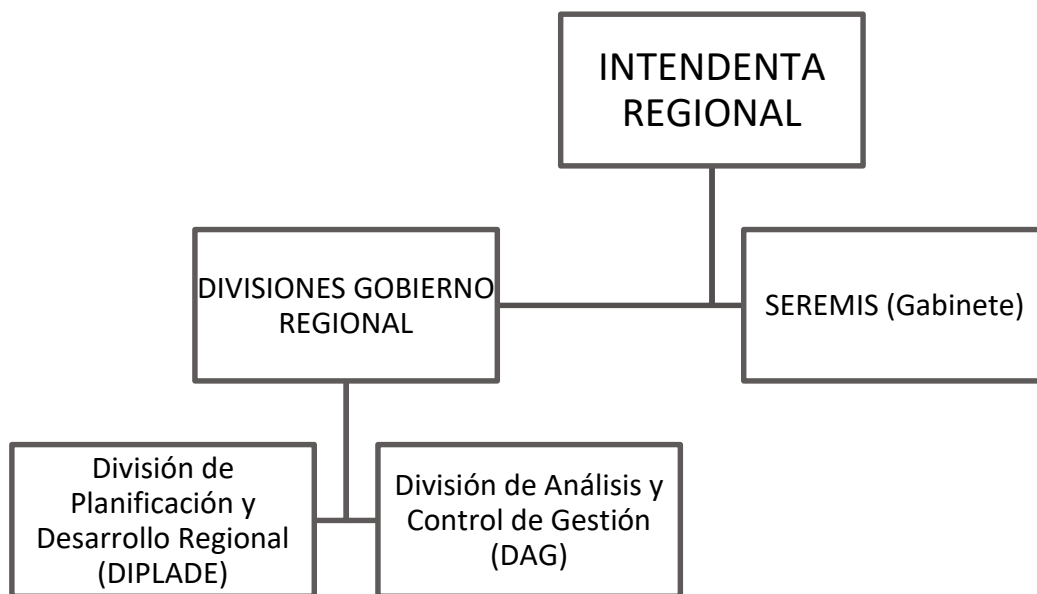 INTENDENTA
REGIONAL
DIVISIONES GOBIERNO
REGIONAL
SEREMIS (Gabinete)
División de
Planificación y
Desarrollo Regional
(DIPLADE)
División de Análisis y
Control de Gestión
(DAG)